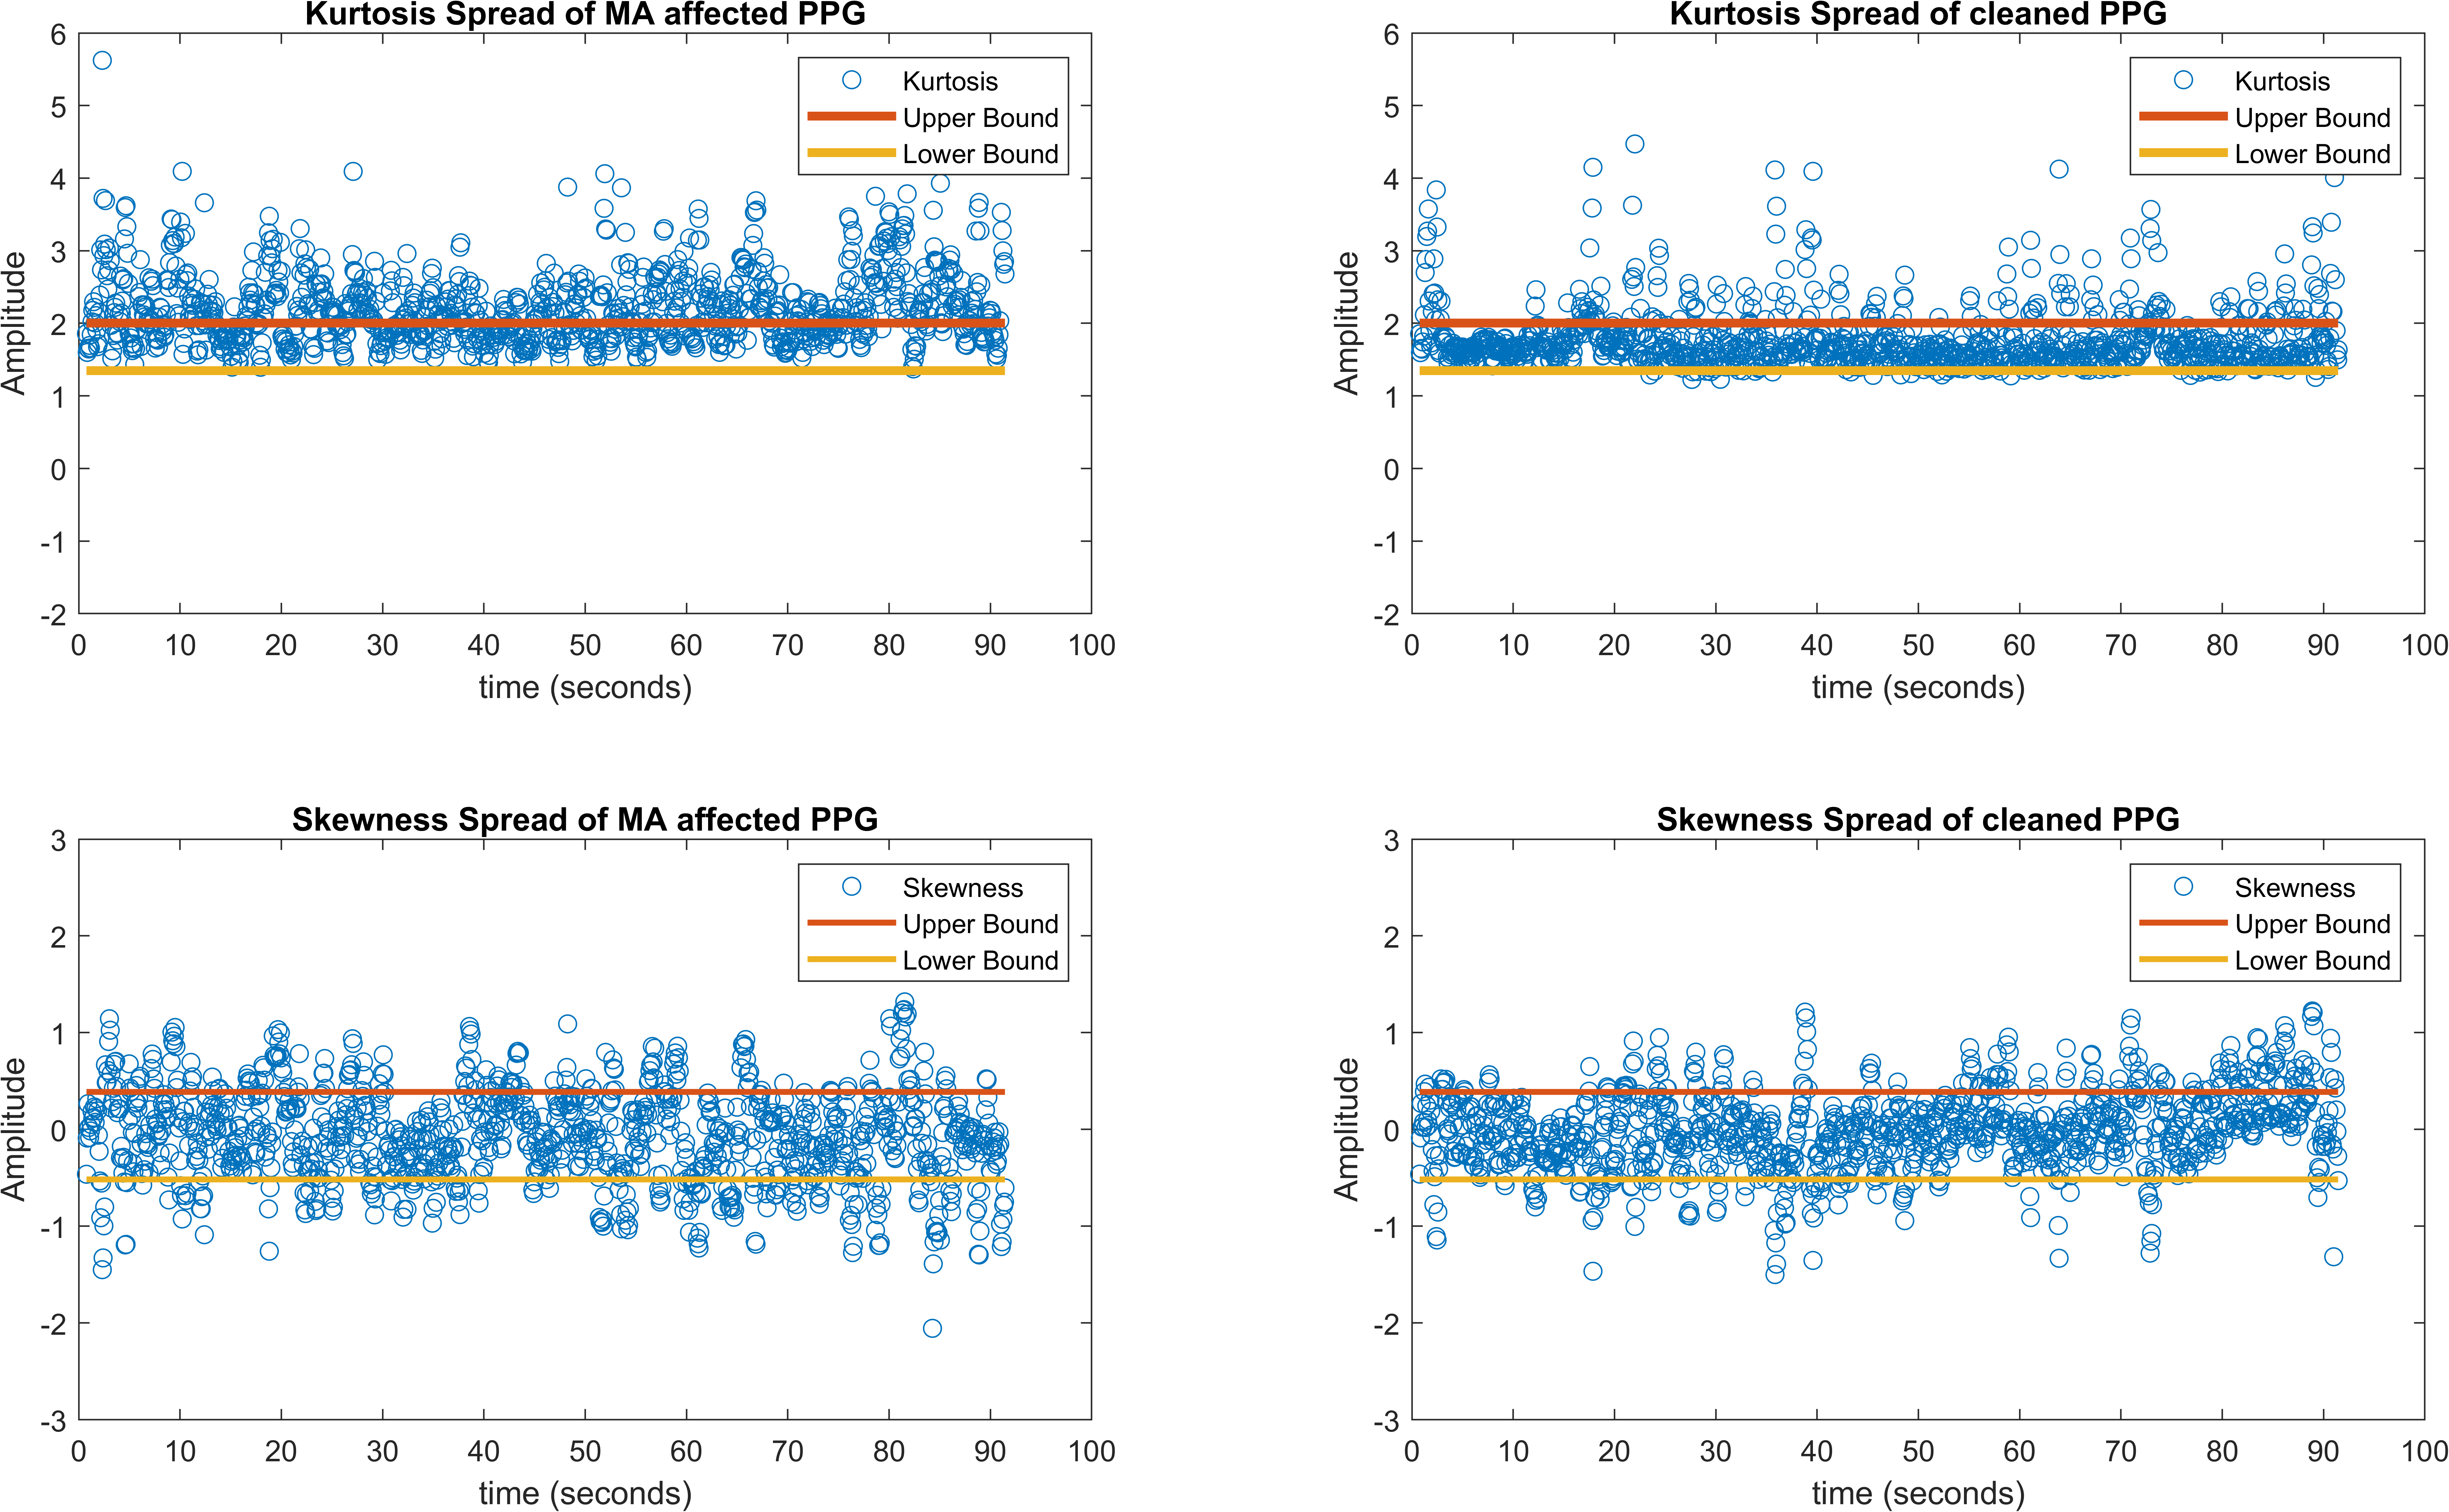 Kurtosis Spread of MA affected PPG
6
5
4
3
2
1
0
-1
-2
Amplitude
Kurtosis
Upper Bound
Lower Bound
0 10 20 30 40 50 60 70 80 90 100
time (seconds)
Kurtosis Spread of cleaned PPG
6
5
4
3
2
1
0
-1
-2
Amplitude
Kurtosis
Upper Bound
Lower Bound
0 10 20 30 40 50 60 70 80 90 100
time (seconds)
Skewness Spread of MA affected PPG
3
2
1
0
-1
-2
-3
Amplitude
Skewness
Upper Bound
Lower Bound
0 10 20 30 40 50 60 70 80 90 100
time (seconds)
Skewness Spread of cleaned PPG
3
2
1
0
-1
-2
-3
Amplitude
Skewness
Upper Bound
Lower Bound
0 10 20 30 40 50 60 70 80 90 100
time (seconds)